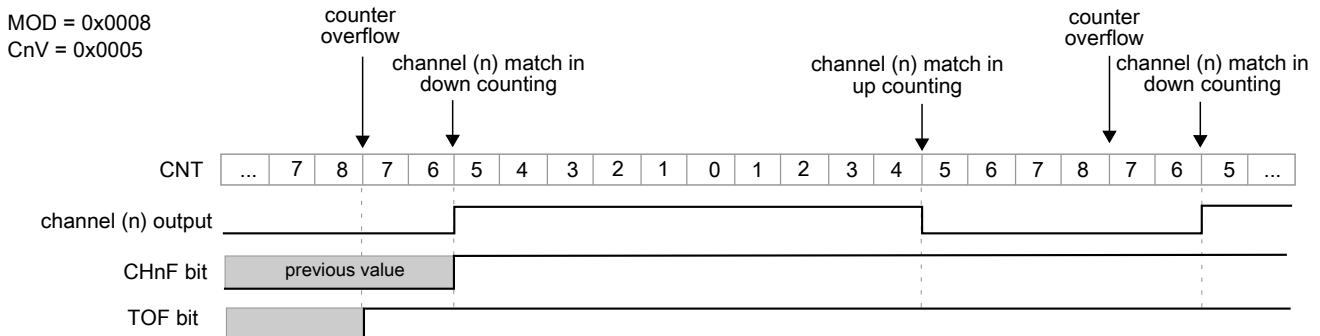 MOD = 0x0008
CnV = 0x0005
counter
overflow
channel (n) match in
down counting
channel (n) match in
up counting
counter
overflow
channel (n) match in
down counting
CNT ... 7 8 7 6 5 4 3 2 1 0 1 2 3 4 5 6 7 8 7 6 5 ...
channel (n) output
CHnF bit previous value
TOF bit